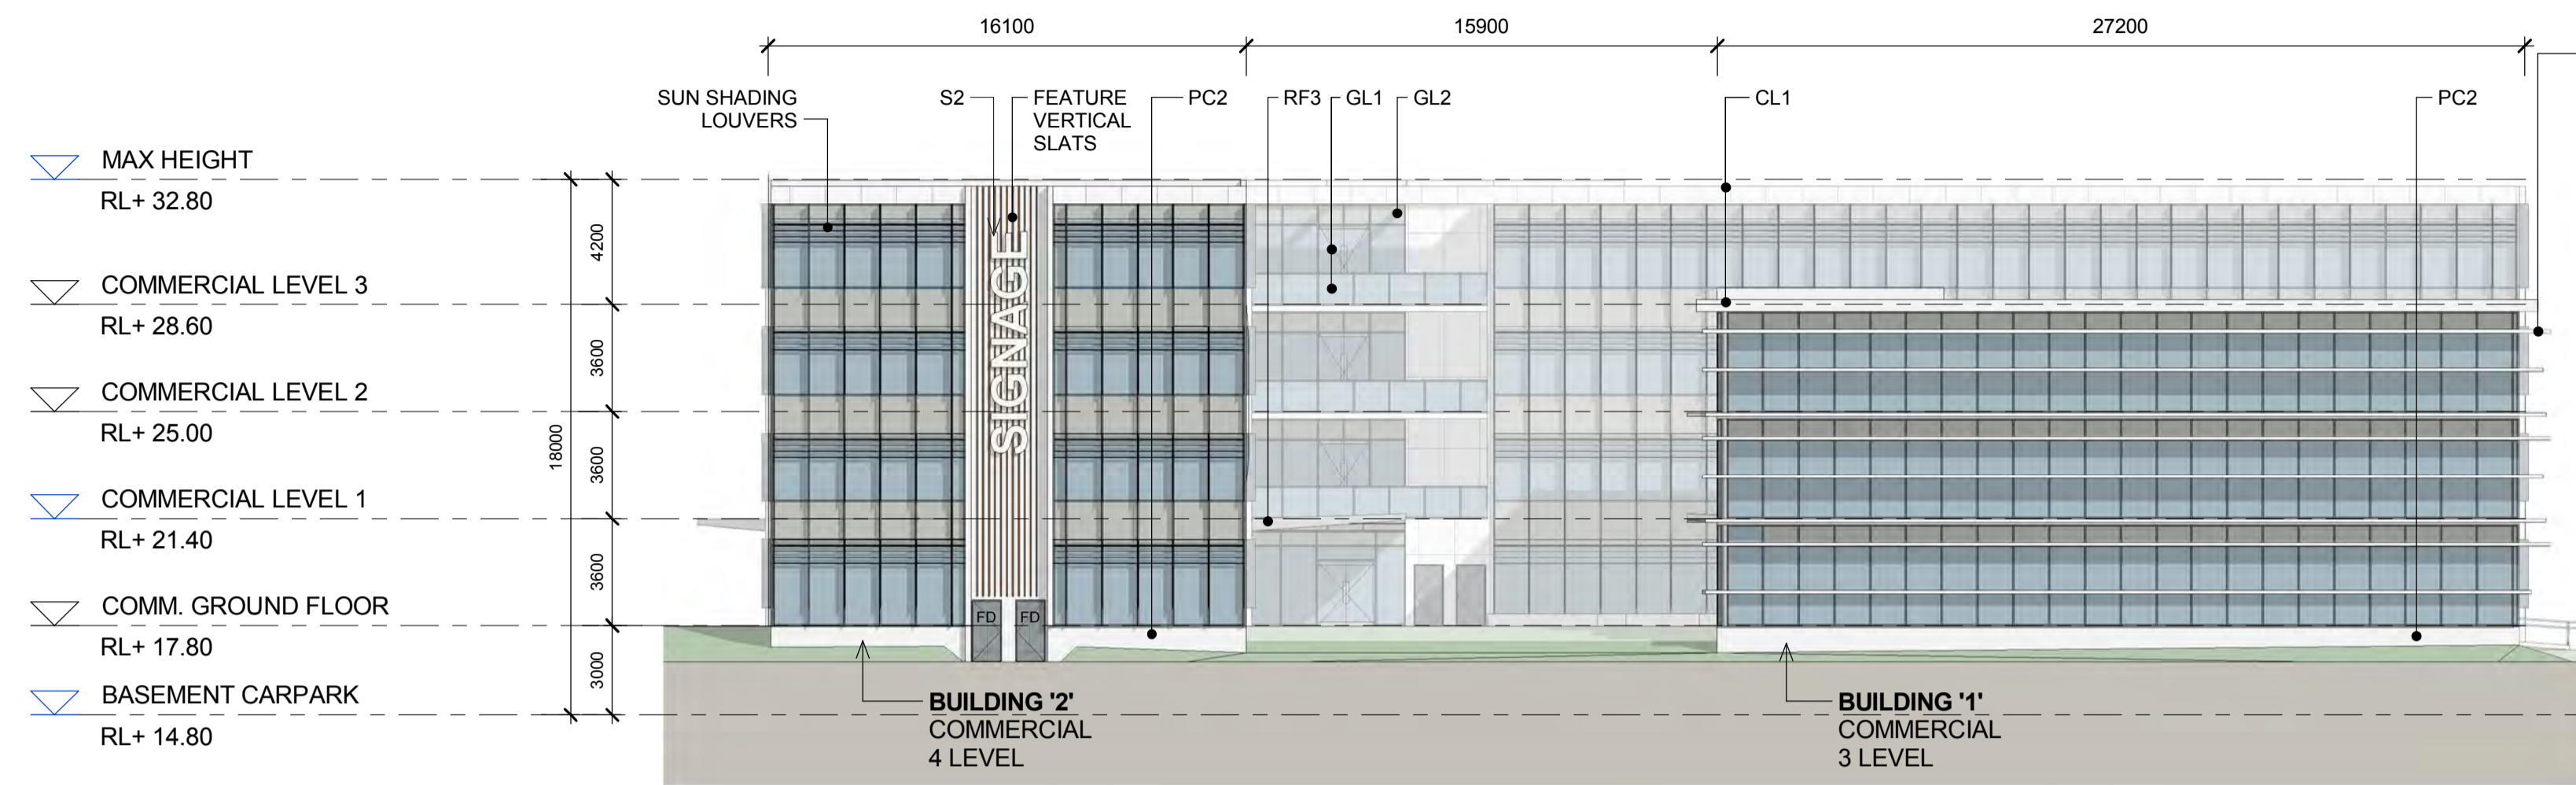 16100
15900
27200
SUN SHADING
LOUVERS
S2
FEATURE
VERTICAL
SLATS
PC2
RF3
GL1
GL2
CL1
PC2
MAX HEIGHT
RL+ 32.80
COMMERCIAL LEVEL 3
RL+ 28.60
COMMERCIAL LEVEL 2
RL+ 25.00
COMMERCIAL LEVEL 1
RL+ 21.40
COMM. GROUND FLOOR
RL+ 17.80
BASEMENT CARPARK
RL+ 14.80
18000
4200
3600
3600
3600
3000
SIGNAGE
FD
FD
BUILDING '2'
COMMERCIAL
4 LEVEL
BUILDING '1'
COMMERCIAL
3 LEVEL